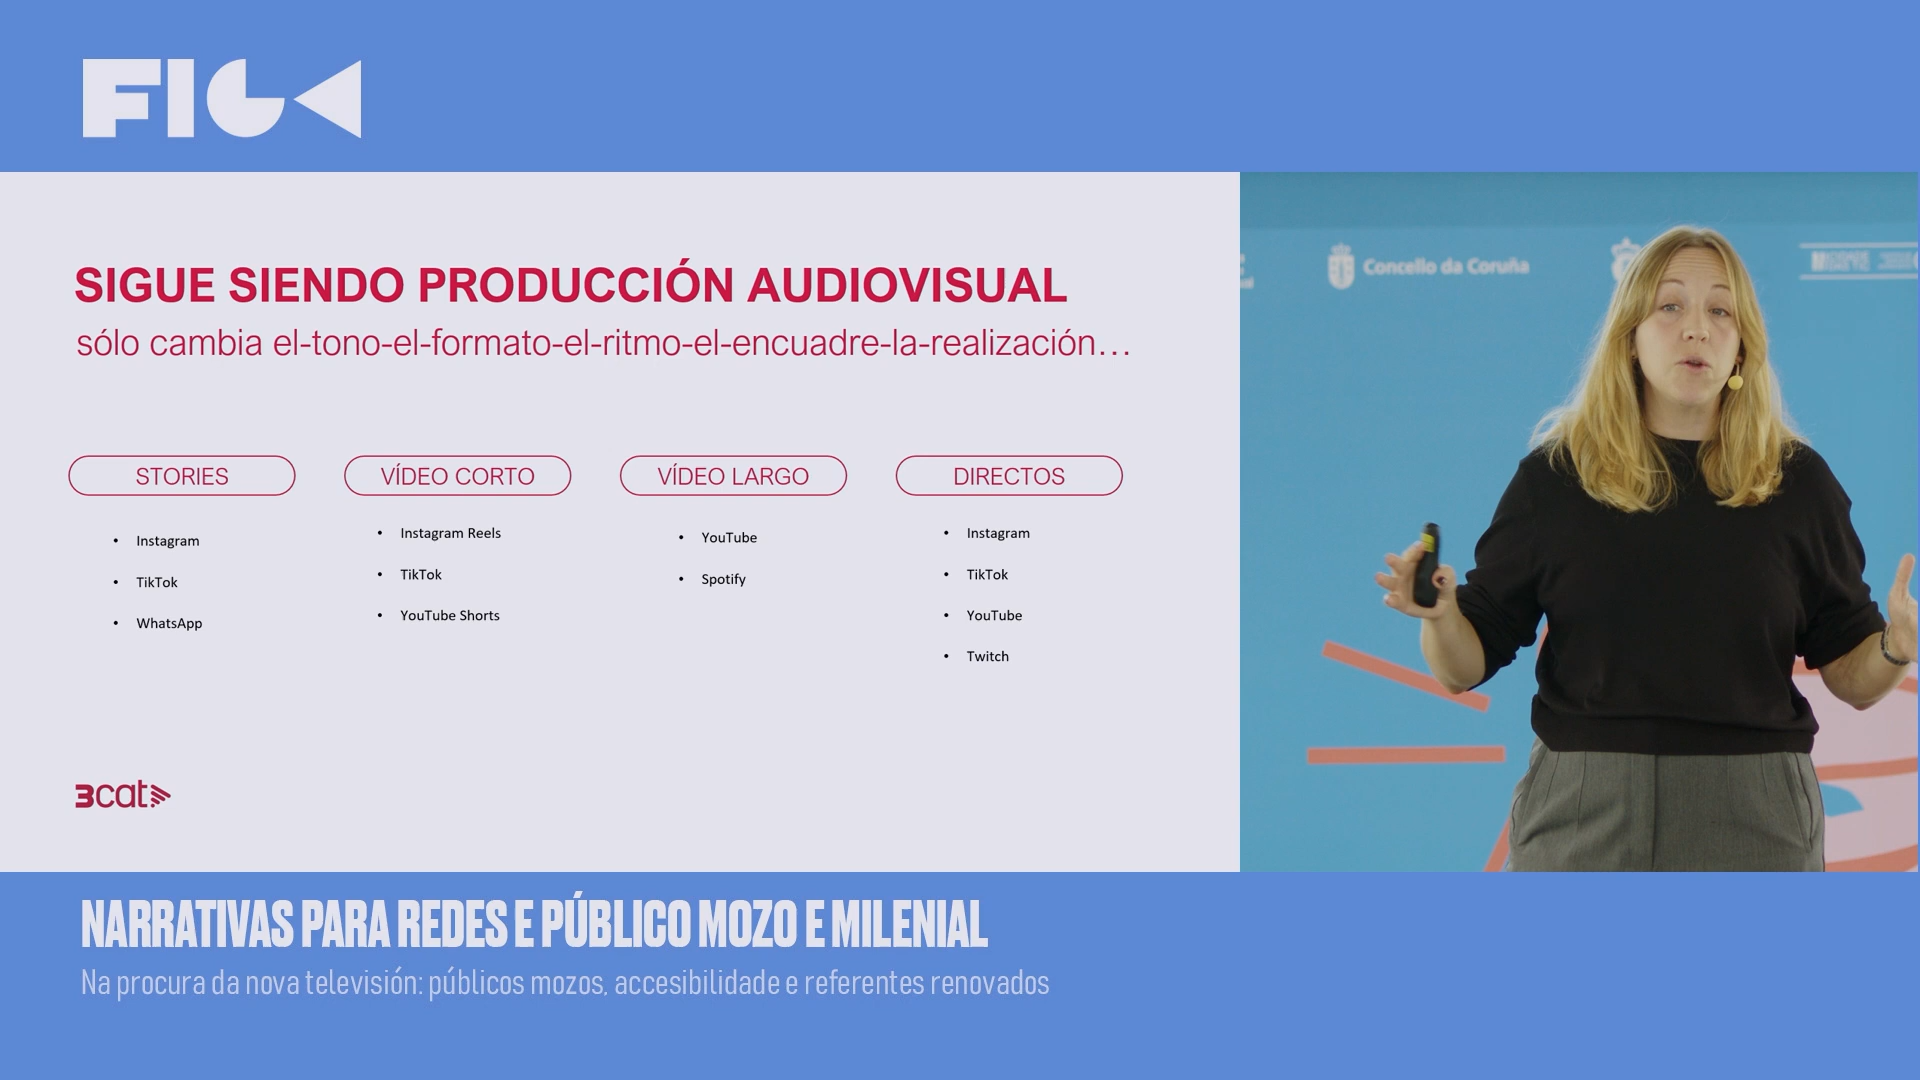 FIC
SIGUE SIENDO PRODUCCIÓN AUDIOVISUAL
sólo cambia el-tono-el-formato-el-ritmo-el-encuadre-la-realización…
STORIES
• Instagram
• TikTok
• WhatsApp
VÍDEO CORTO
• Instagram Reels
• TikTok
• YouTube Shorts
VÍDEO LARGO
• YouTube
• Spotify
DIRECTOS
• Instagram
• TikTok
• YouTube
• Twitch
3cat
Concello da Coruña
NARRATIVAS PARA REDES E PÚBLICO MOZO E MILENIAL
Na procura da nova televisión: públicos mozos, accesibilidade e referentes renovados